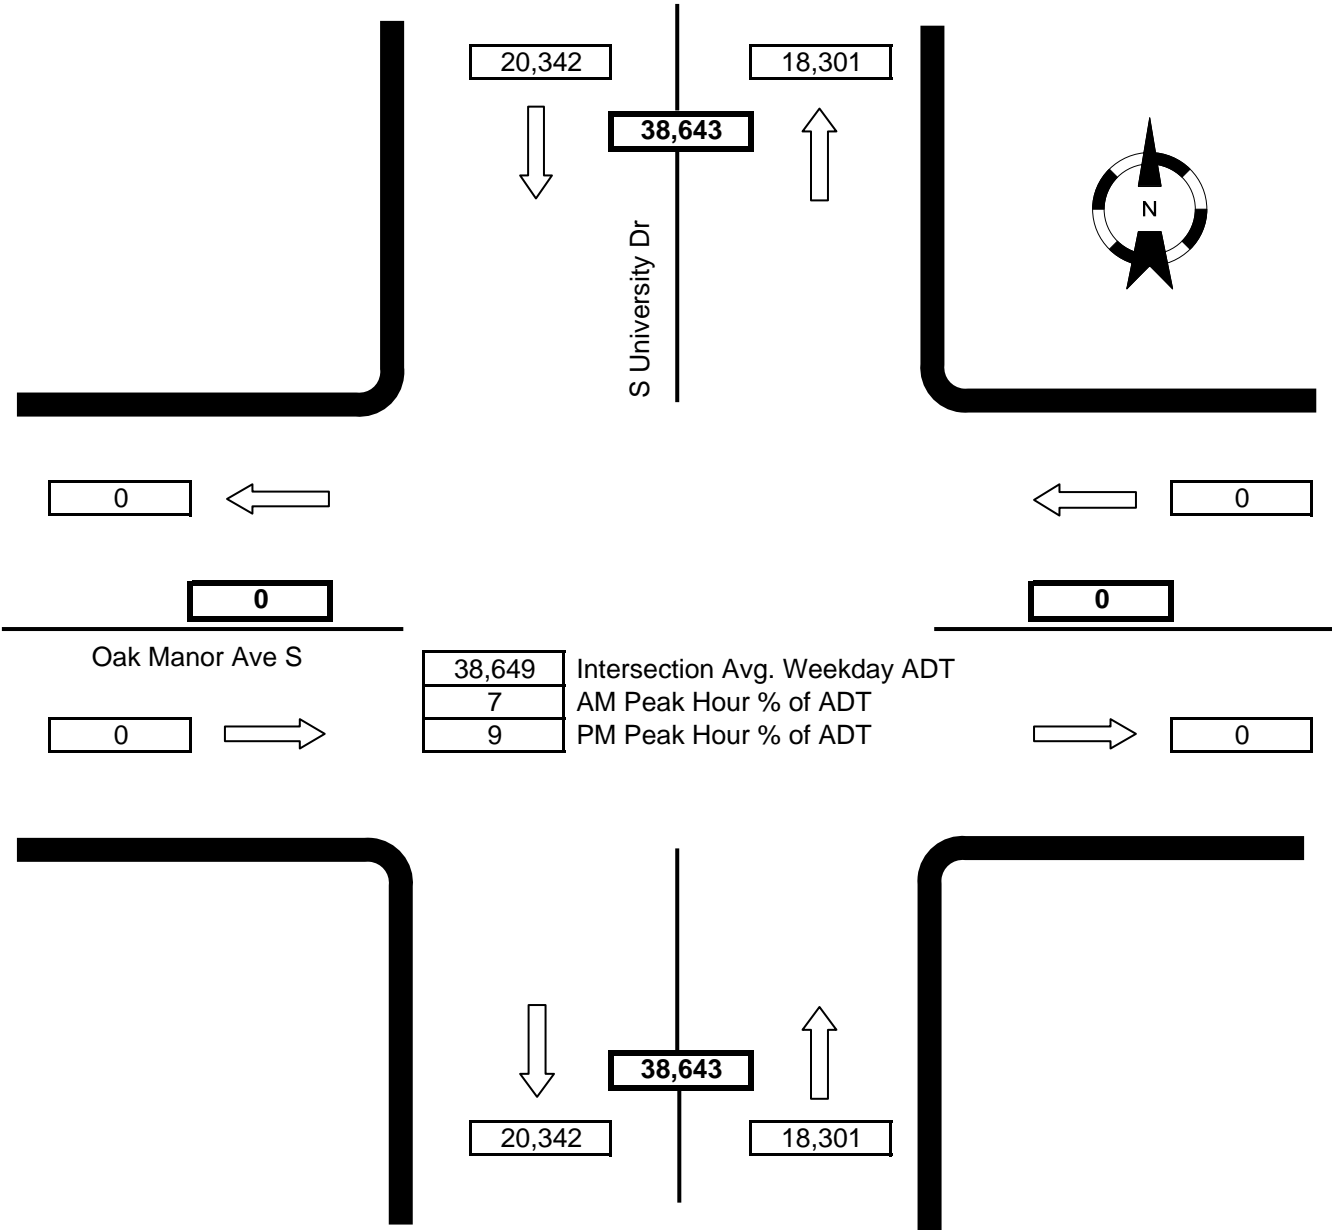 20,342
18,301
38,643
N
S University Dr
0
0
0
0
Oak Manor Ave S
38,649 Intersection Avg. Weekday ADT
7 AM Peak Hour % of ADT
9 PM Peak Hour % of ADT
0
0
38,643
20,342
18,301